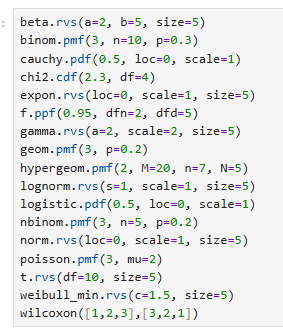 beta.rvs(a=2, b=5, size=5)
binom.pmf(3, n=10, p=0.3)
cauchy.pdf(0.5, loc=0, scale=1)
chi2.cdf(2.3, df=4)
expon.rvs(loc=0, scale=1, size=5)
f.ppf(0.95, dfn=2, dfd=5)
gamma.rvs(a=2, scale=2, size=5)
geom.pmf(3, p=0.2)
hypergeom.pmf(2, M=20, n=7, N=5)
lognorm.rvs(s=1, scale=1, size=5)
logistic.pdf(0.5, loc=0, scale=1)
nbinom.pmf(3, n=5, p=0.2)
norm.rvs(loc=0, scale=1, size=5)
poisson.pmf(3, mu=2)
t.rvs(df=10, size=5)
weibull_min.rvs(c=1.5, size=5)
wilcoxon([1,2,3],[3,2,1])